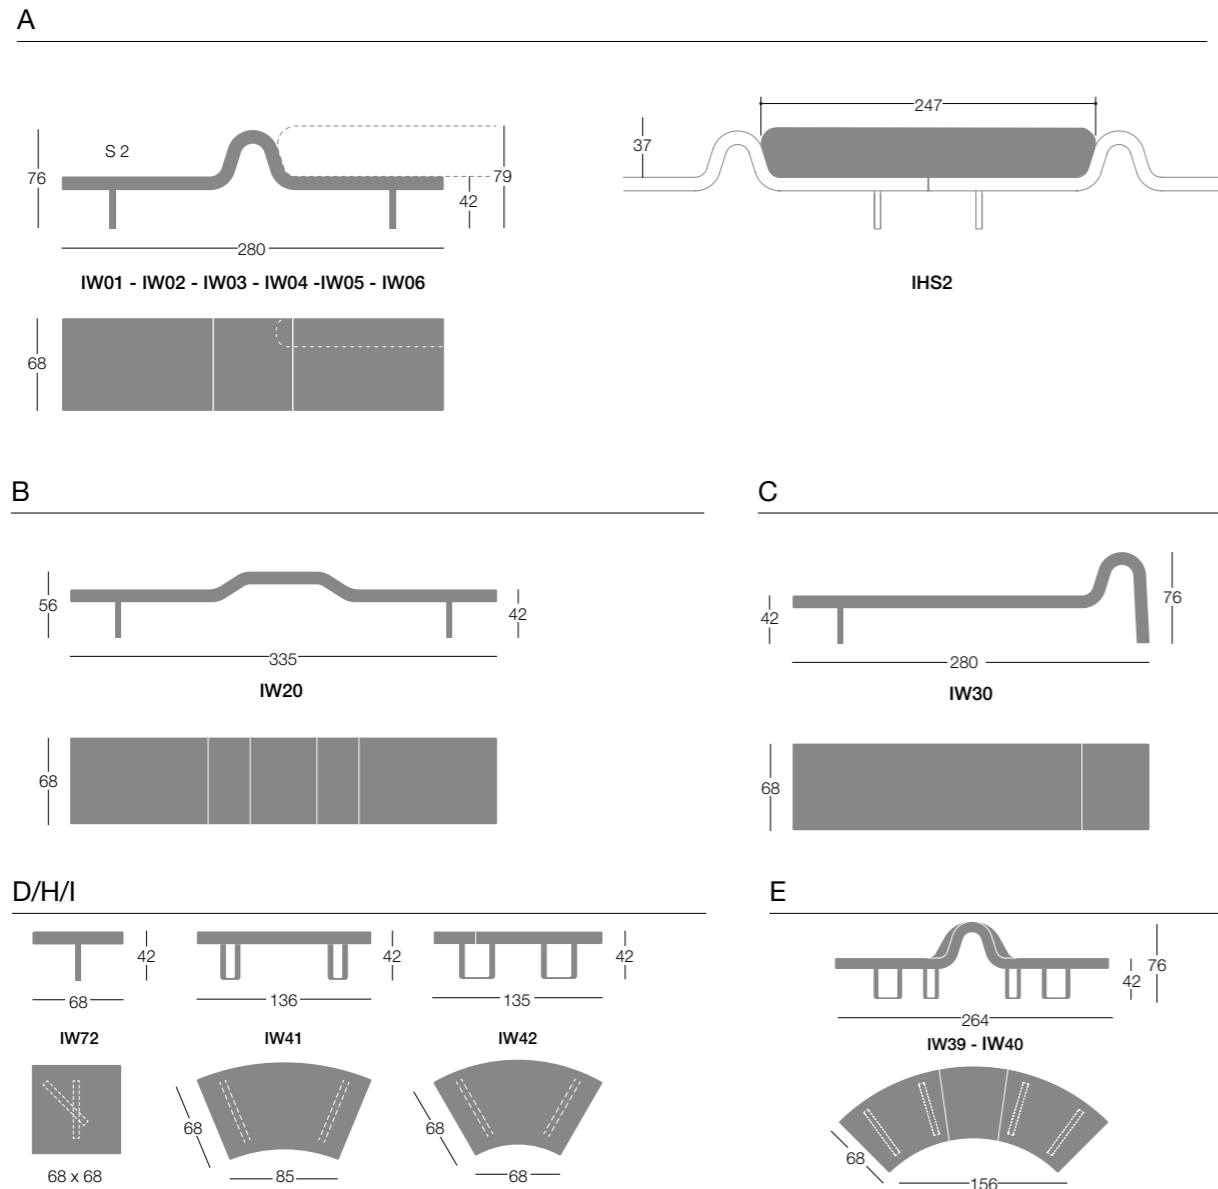 A
S 2
76
79
42
280
IW01 - IW02 - IW03 - IW04 -IW05 - IW06
68
247
37
IHS2
B
56
42
335
IW20
68
C
42
76
280
IW30
68
D/H/I
42
68
IW72
68 x 68
42
136
IW41
68
85
42
135
IW42
68
68
E
76
42
264
IW39 - IW40
68
156